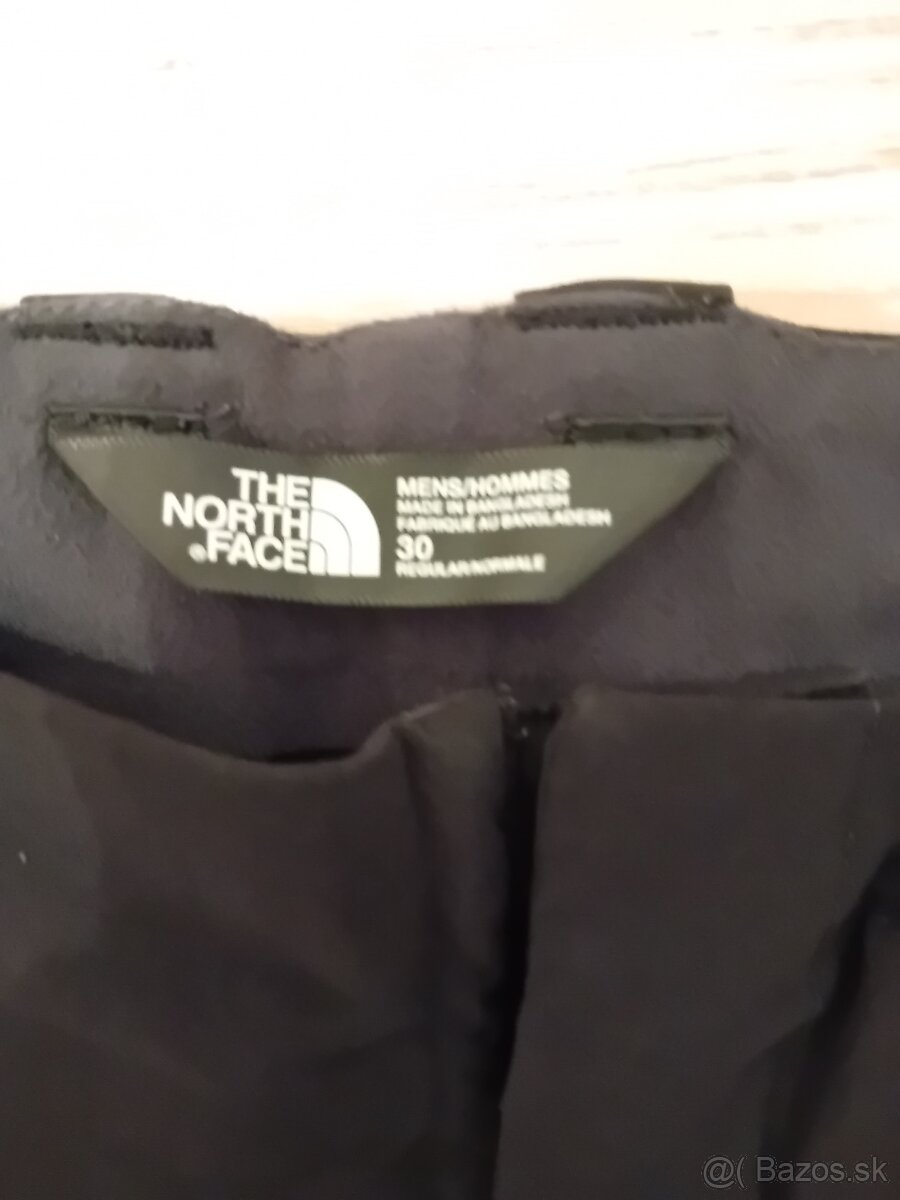 THE
NORTH
®FACE
MENS/HOMMES
MADE IN BANGLADESH
FABRIQUÉ AU BANGLADESH
30
REGULAR/NORMALE
@( Bazos.sk